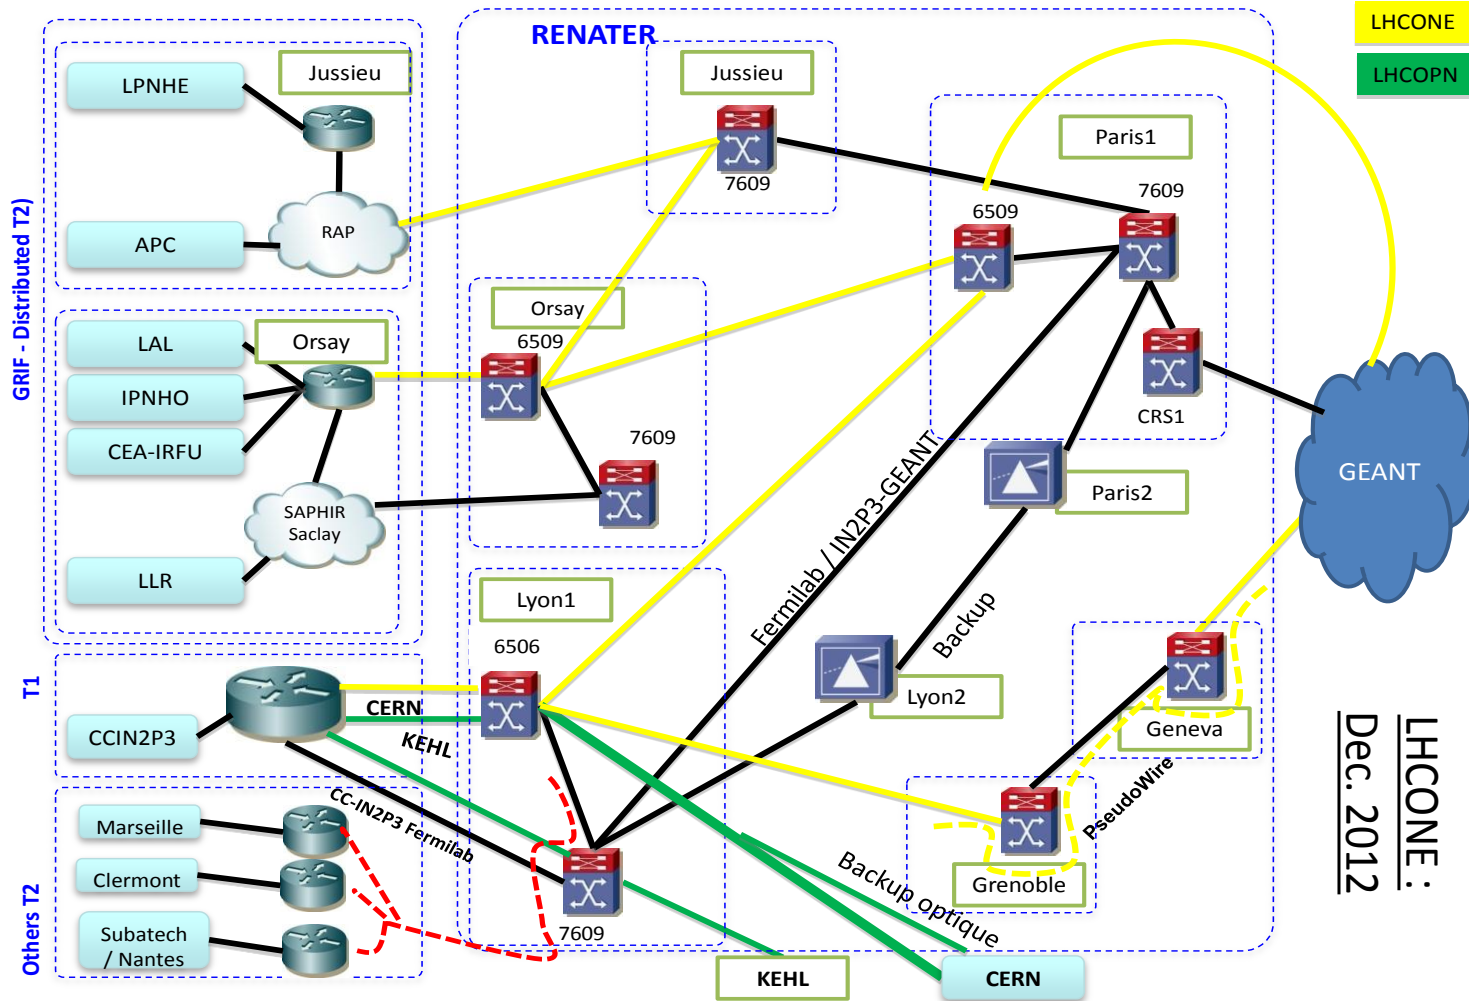 RENATER
LHCONE
LHCOPN
GRIF - Distributed T2)
LPNHE
Jussieu
APC
RAP
LAL
Orsay
IPNHO
CEA-IRFU
SAPHIR
Saclay
LLR
Jussieu
7609
Paris1
7609
6509
CRS1
Orsay
6509
7609
Paris2
GEANT
Fermilab / IN2P3-GEANT
Backup
Lyon1
6506
Lyon2
T1
CCIN2P3
CERN
KEHL
CC-IN2P3 Fermilab
Geneva
PseudoWire
Grenoble
Others T2
Marseille
Clermont
Subatech
/ Nantes
7609
Backup optique
KEHL
CERN
LHCONE :
Dec. 2012